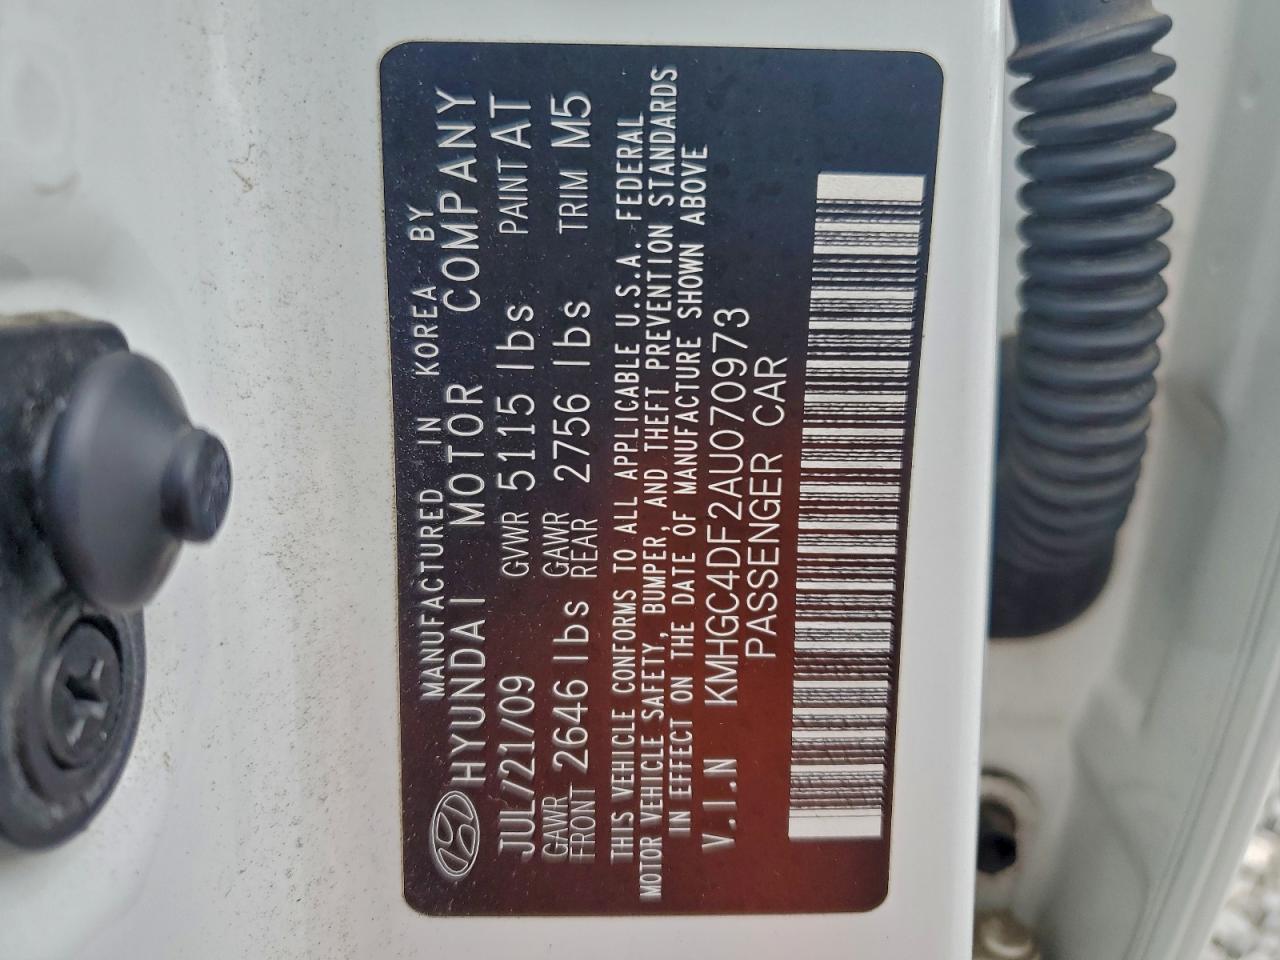 MANUFACTURED IN KOREA BY
HYUNDAI MOTOR COMPANY
JUL/21/09 GVWR 5115 lbs PAINT AT
GAWR FRONT 2646 lbs GAWR REAR 2756 lbs TRIM M5
THIS VEHICLE CONFORMS TO ALL APPLICABLE U.S.A. FEDERAL
MOTOR VEHICLE SAFETY, BUMPER, AND THEFT PREVENTION STANDARDS
IN EFFECT ON THE DATE OF MANUFACTURE SHOWN ABOVE
V.I.N KMHGC4DF2AU070973
PASSENGER CAR